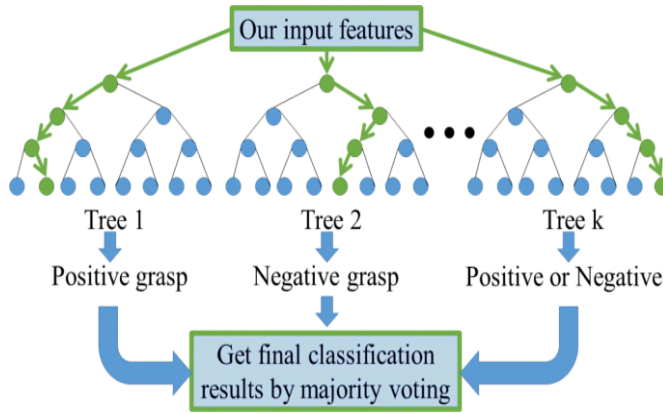 Our input features
Tree 1
Tree 2
Tree k
Positive grasp
Negative grasp
Positive or Negative
Get final classification
results by majority voting